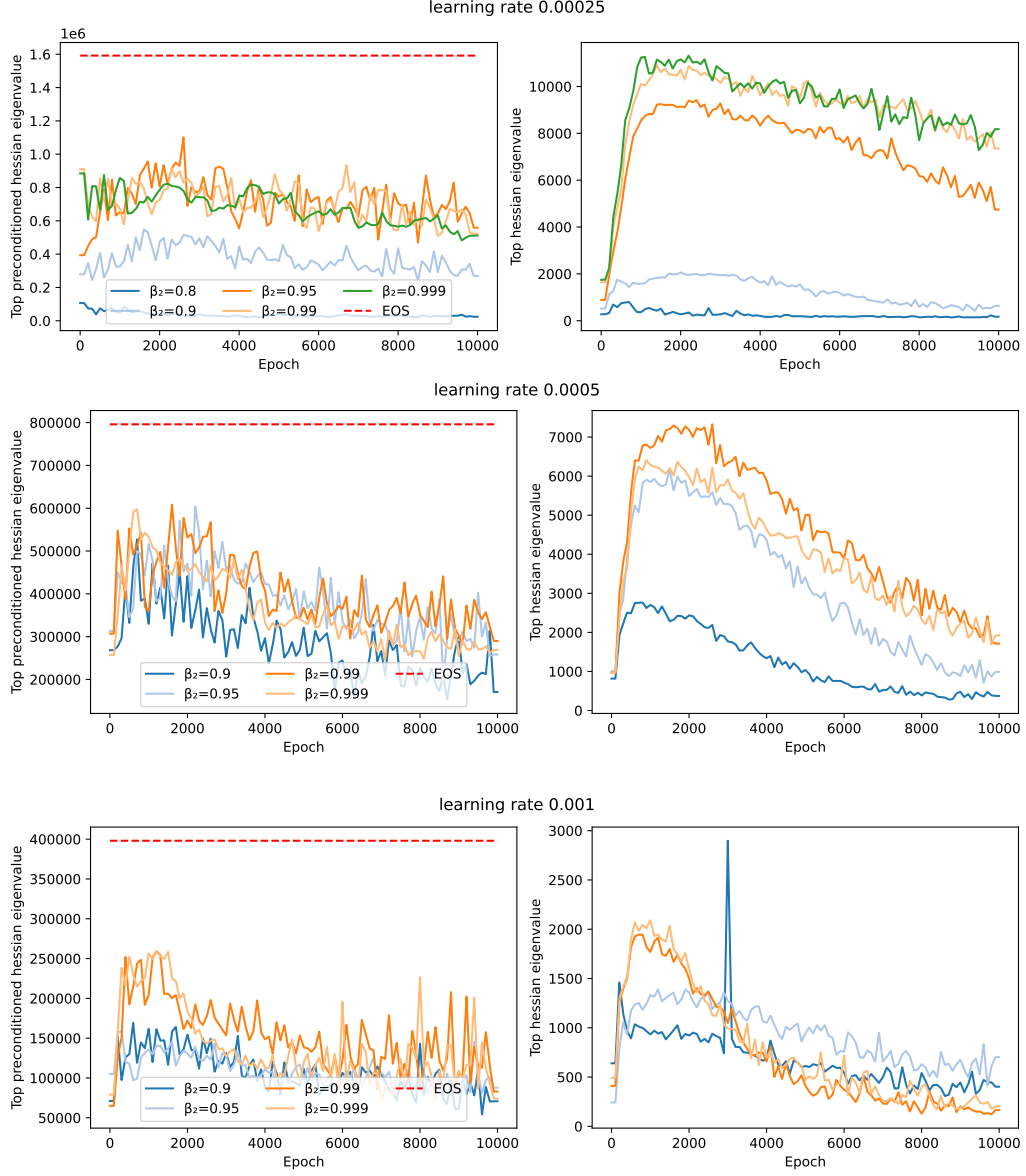 learning rate 0.00025
1e6
Top preconditioned hessian eigenvalue
1.6
1.4
1.2
1.0
0.8
0.6
0.4
0.2
0.0
β₂=0.8 β₂=0.95 β₂=0.999
β₂=0.9 β₂=0.99 EOS
0 2000 4000 6000 8000 10000
Epoch
Top hessian eigenvalue
10000
8000
6000
4000
2000
0
0 2000 4000 6000 8000 10000
Epoch
learning rate 0.0005
Top preconditioned hessian eigenvalue
800000
700000
600000
500000
400000
300000
200000
β₂=0.9 β₂=0.99 EOS
β₂=0.95 β₂=0.999
0 2000 4000 6000 8000 10000
Epoch
Top hessian eigenvalue
7000
6000
5000
4000
3000
2000
1000
0
0 2000 4000 6000 8000 10000
Epoch
learning rate 0.001
Top preconditioned hessian eigenvalue
400000
350000
300000
250000
200000
150000
100000
50000
β₂=0.9 β₂=0.99 EOS
β₂=0.95 β₂=0.999
0 2000 4000 6000 8000 10000
Epoch
Top hessian eigenvalue
3000
2500
2000
1500
1000
500
0
0 2000 4000 6000 8000 10000
Epoch